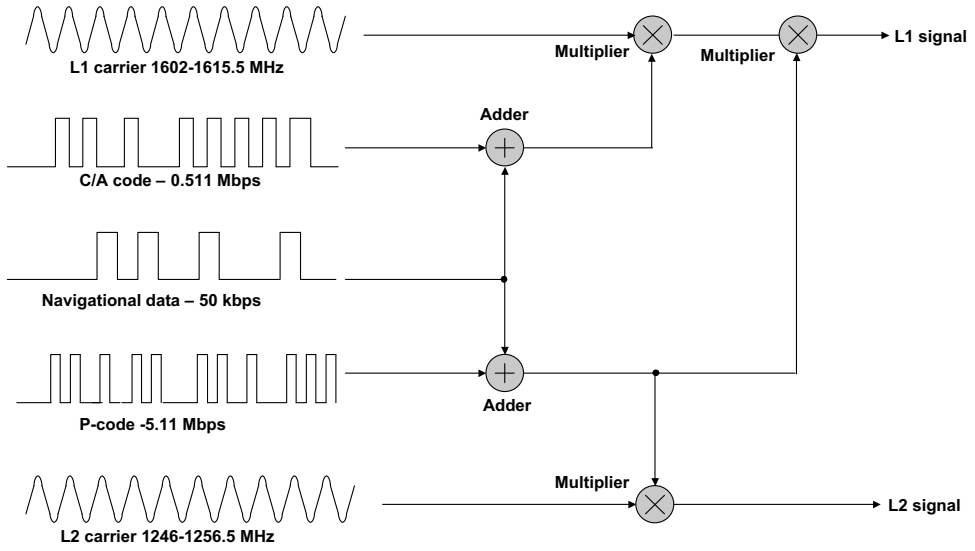 L1 carrier 1602-1615.5 MHz
Multiplier
Multiplier
L1 signal
Adder
C/A code – 0.511 Mbps
Navigational data – 50 kbps
P-code -5.11 Mbps
Adder
Multiplier
L2 signal
L2 carrier 1246-1256.5 MHz